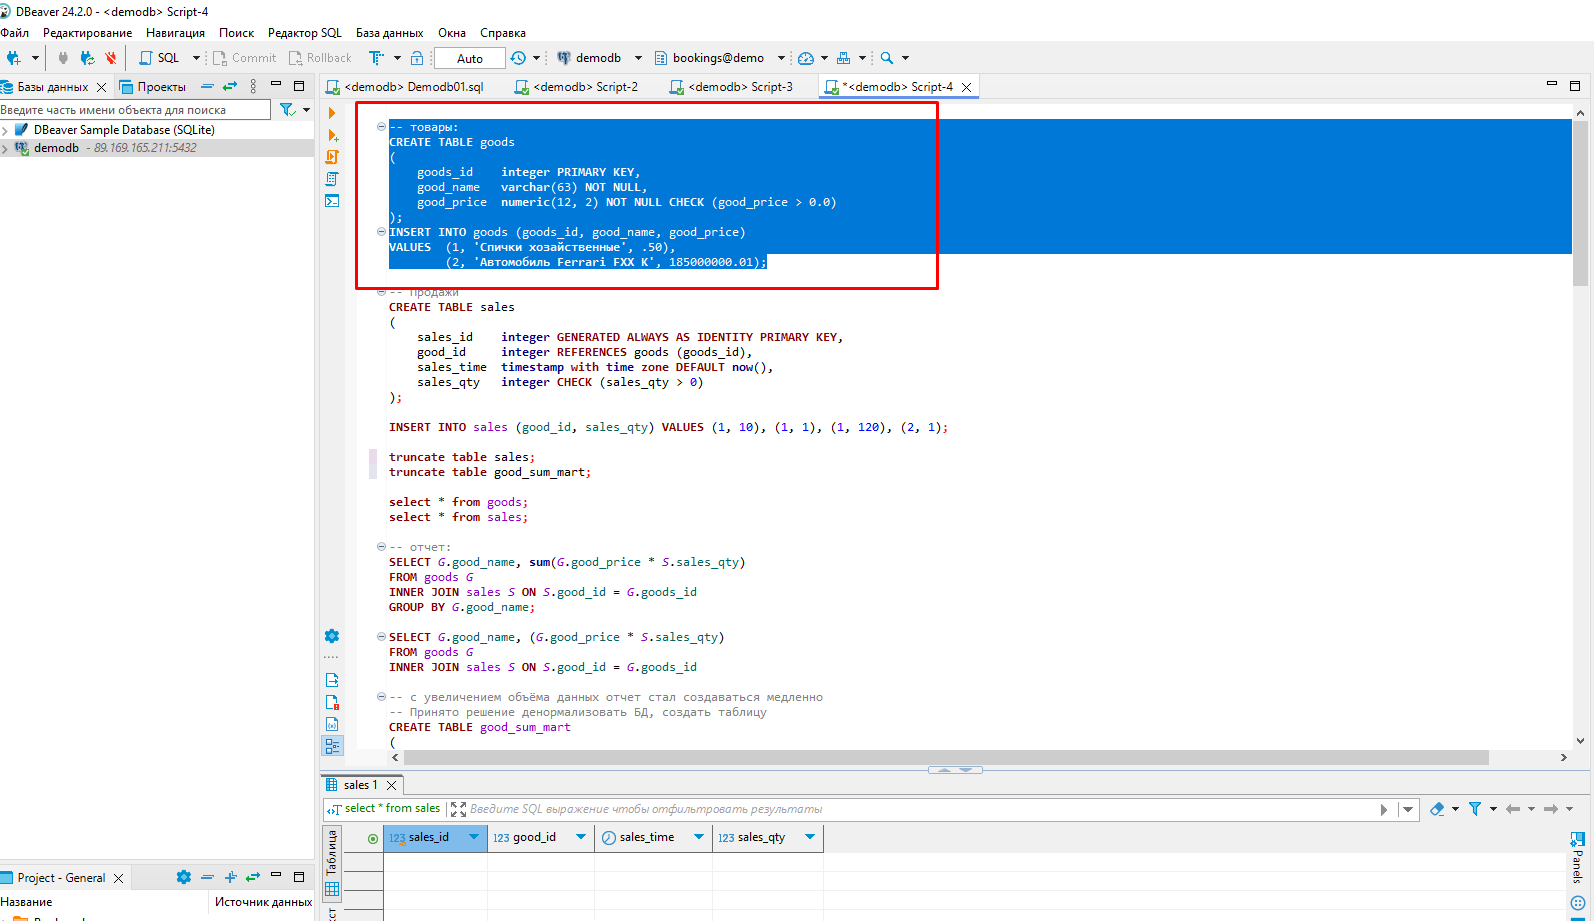 DBeaver 24.2.0 - <demodb> Script-4
Файл Редактирование Навигация Поиск Редактор SQL База данных Окна Справка
SQL Commit Rollback Auto demodb bookings@demo
Базы данных Проекты
<demodb> Demodb01.sql <demodb> Script-2 <demodb> Script-3 *<demodb> Script-4
Введите часть имени объекта для поиска
DBeaver Sample Database (SQLite)
demodb - 89.169.165.211:5432
-- товары:
CREATE TABLE goods
(
goods_id integer PRIMARY KEY,
good_name varchar(63) NOT NULL,
good_price numeric(12, 2) NOT NULL CHECK (good_price > 0.0)
);
INSERT INTO goods (goods_id, good_name, good_price)
VALUES (1, 'Спички хозайственные', .50),
(2, 'Автомобиль Ferrari FXX K', 185000000.01);
-- Продажи
CREATE TABLE sales
(
sales_id integer GENERATED ALWAYS AS IDENTITY PRIMARY KEY,
good_id integer REFERENCES goods (goods_id),
sales_time timestamp with time zone DEFAULT now(),
sales_qty integer CHECK (sales_qty > 0)
);
INSERT INTO sales (good_id, sales_qty) VALUES (1, 10), (1, 1), (1, 120), (2, 1);
truncate table sales;
truncate table good_sum_mart;
select * from goods;
select * from sales;
-- отчет:
SELECT G.good_name, sum(G.good_price * S.sales_qty)
FROM goods G
INNER JOIN sales S ON S.good_id = G.goods_id
GROUP BY G.good_name;
SELECT G.good_name, (G.good_price * S.sales_qty)
FROM goods G
INNER JOIN sales S ON S.good_id = G.goods_id
-- с увеличением объёма данных отчет стал создаваться медленно
-- Принято решение денормализовать БД, создать таблицу
CREATE TABLE good_sum_mart
(
sales 1
select * from sales Введите SQL выражение чтобы отфильтровать результаты
Таблица
123 sales_id 123 good_id sales_time 123 sales_qty
Panels
Project - General
Название Источник данных